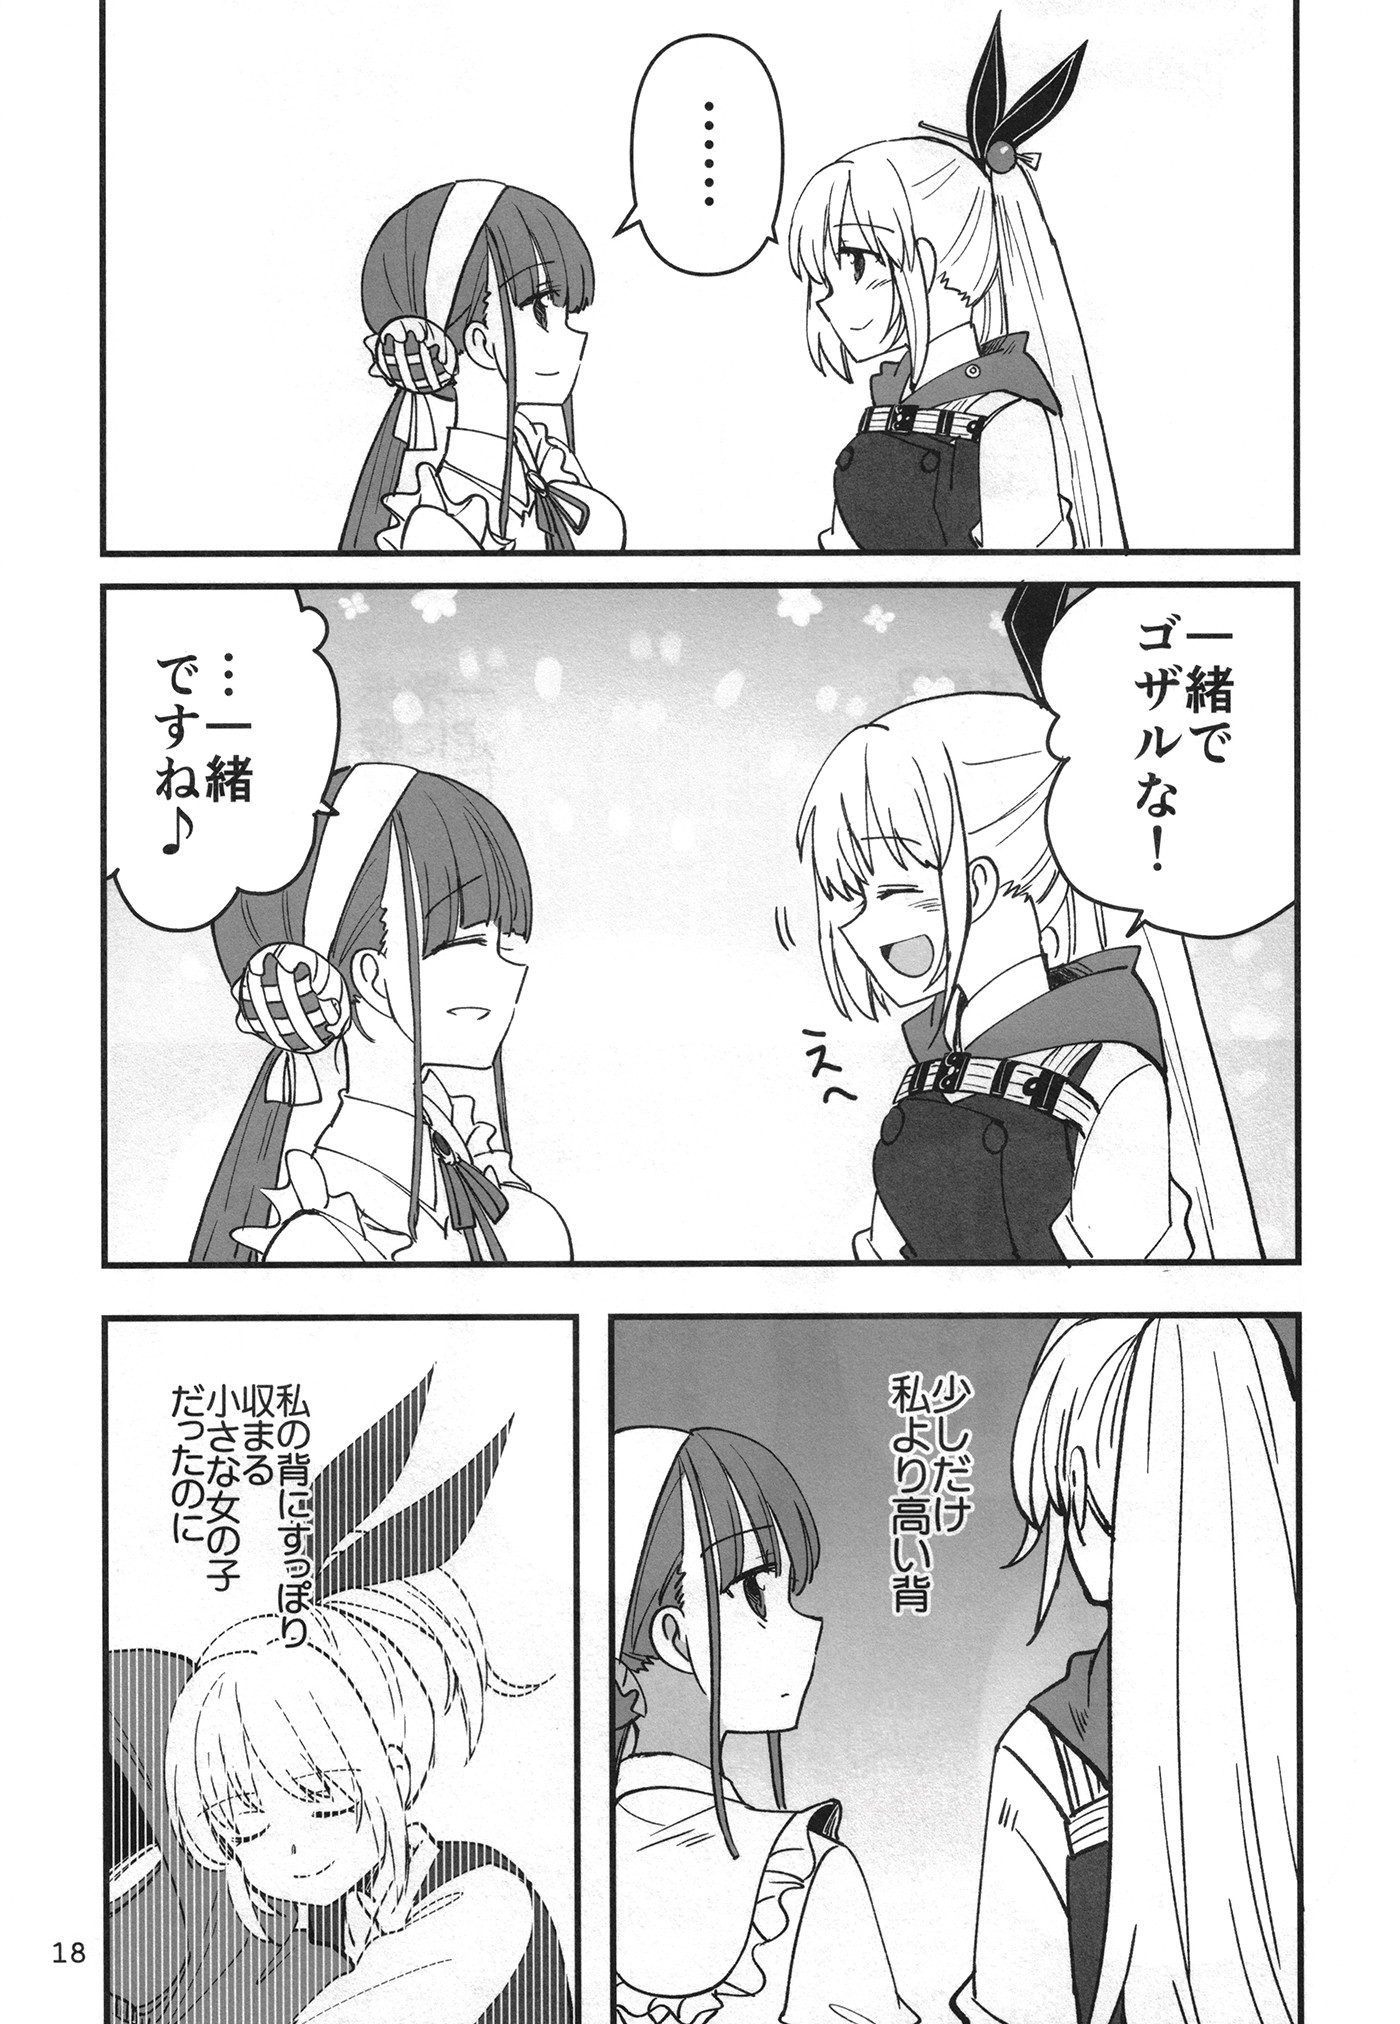 ・・・・・・
一緒で
ゴザルな！
…一緒
ですね♪
えへ
少しだけ
私より高い背
私の背にすっぽり
収まる
小さな女の子
だったのに
18